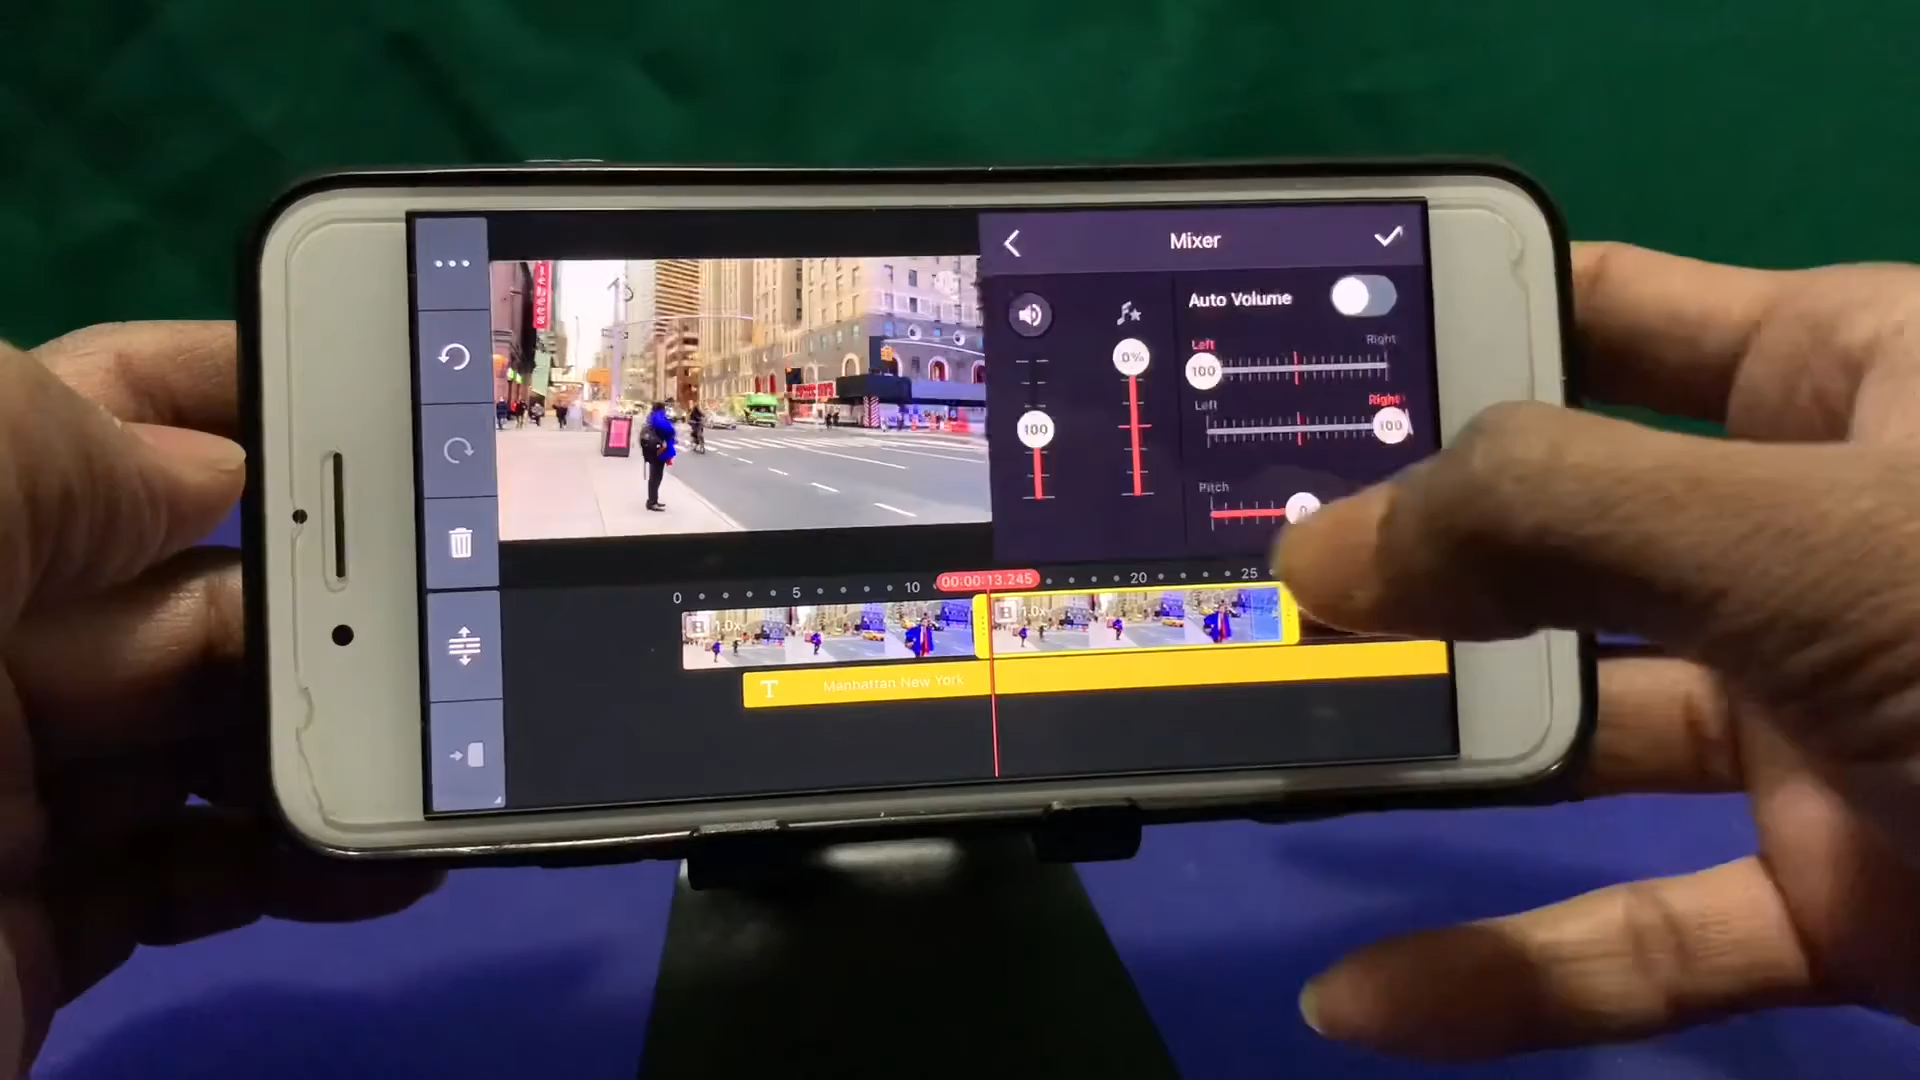 Mixer
Auto Volume
Left
Right
100
0%
Left
Right
100
100
Pitch
0
0
5
10
00:00:13.245
20
25
1.0x
1.0x
T
Manhattan New York